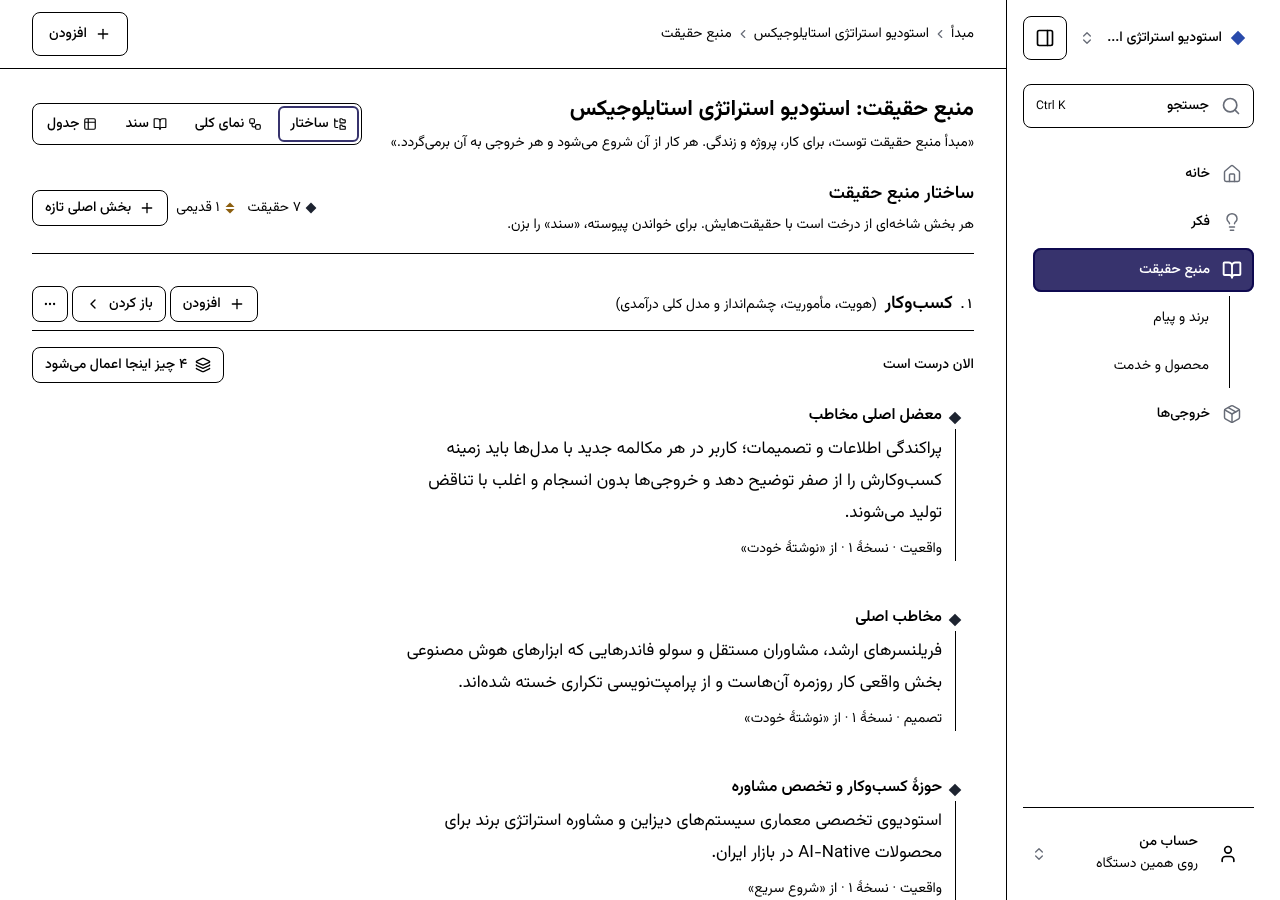 استودیو استراتژی ا...
جستجو
Ctrl K
خانه
فکر
منبع حقیقت
برند و پیام
محصول و خدمت
خروجی‌ها
حساب من
روی همین دستگاه
مبدأ › استودیو استراتژی استایلوجیکس › منبع حقیقت
افزودن
منبع حقیقت: استودیو استراتژی استایلوجیکس
«مبدأ منبع حقیقت توست، برای کار، پروژه و زندگی. هر کار از آن شروع می‌شود و هر خروجی به آن برمی‌گردد.»
ساختار
نمای کلی
سند
جدول
ساختار منبع حقیقت
هر بخش شاخه‌ای از درخت است با حقیقت‌هایش. برای خواندن پیوسته، «سند» را بزن.
۷ حقیقت
۱ قدیمی
بخش اصلی تازه
۱. کسب‌وکار (هویت، مأموریت، چشم‌انداز و مدل کلی درآمدی)
افزودن
باز کردن
...
الان درست است
۴ چیز اینجا اعمال می‌شود
معضل اصلی مخاطب
پراکندگی اطلاعات و تصمیمات؛ کاربر در هر مکالمه جدید با مدل‌ها باید زمینه
کسب‌وکارش را از صفر توضیح دهد و خروجی‌ها بدون انسجام و اغلب با تناقض
تولید می‌شوند.
واقعیت · نسخهٔ ۱ · از «نوشتهٔ خودت»
مخاطب اصلی
فریلنسرهای ارشد، مشاوران مستقل و سولو فاندرهایی که ابزارهای هوش مصنوعی
بخش واقعی کار روزمره آن‌هاست و از پرامپت‌نویسی تکراری خسته شده‌اند.
تصمیم · نسخهٔ ۱ · از «نوشتهٔ خودت»
حوزهٔ کسب‌وکار و تخصص مشاوره
استودیوی تخصصی معماری سیستم‌های دیزاین و مشاوره استراتژی برند برای
محصولات AI-Native در بازار ایران.
واقعیت · نسخهٔ ۱ · از «شروع سریع»